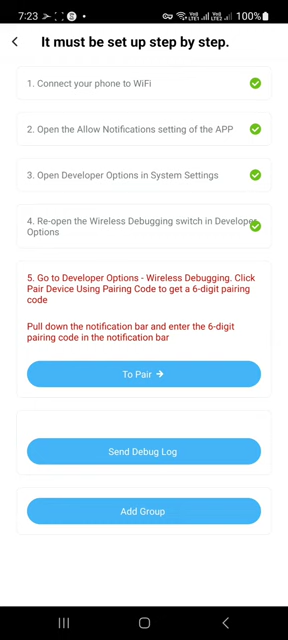 7:23
Vo)) LTE1 Vo)) LTE2 100%
It must be set up step by step.
1. Connect your phone to WiFi
2. Open the Allow Notifications setting of the APP
3. Open Developer Options in System Settings
4. Re-open the Wireless Debugging switch in Developer
Options
5. Go to Developer Options - Wireless Debugging. Click
Pair Device Using Pairing Code to get a 6-digit pairing
code
Pull down the notification bar and enter the 6-digit
pairing code in the notification bar
To Pair →
Send Debug Log
Add Group